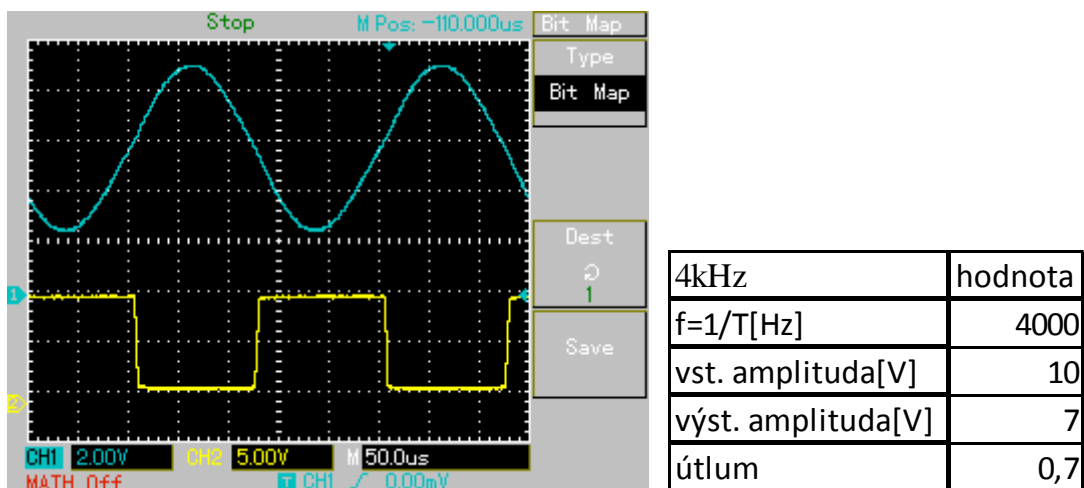 Stop M Pos: -110.000us Bit Map
Type
Bit Map
Dest
1
Save
1
2
CH1 2.00V CH2 5.00V M 50.0us
MATH Off T CH1 0.00mV
4kHz hodnota
f=1/T[Hz] 4000
vst. amplituda[V] 10
výst. amplituda[V] 7
útlum 0,7